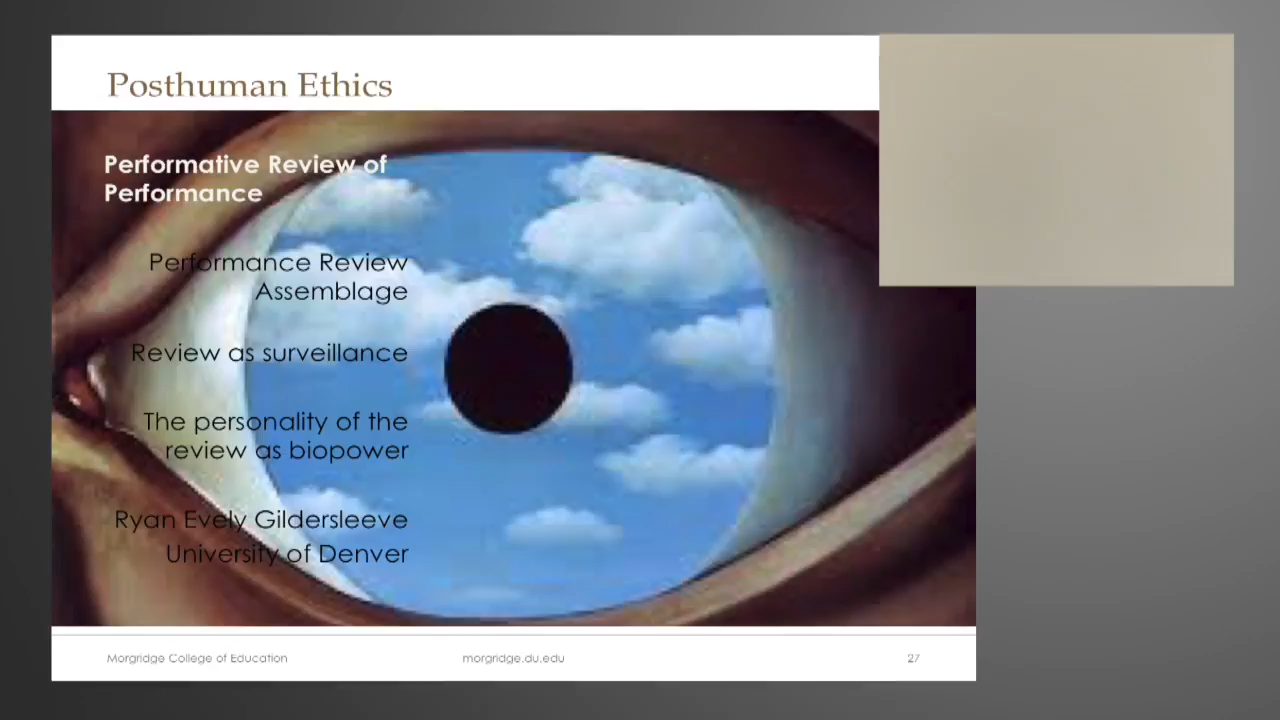 Posthuman Ethics
Performative Review of
Performance
Performance Review
Assemblage
Review as surveillance
The personality of the
review as biopower
Ryan Evely Gildersleeve
University of Denver
Morgridge College of Education
morgridge.du.edu
27